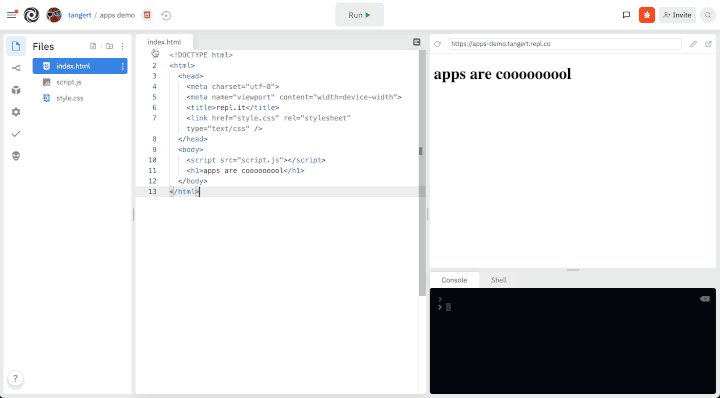 tangert / apps demo
Run
Invite
Files
index.html
script.js
style.css
?
index.html
1 <!DOCTYPE html>
2 <html>
3 <head>
4 <meta charset="utf-8">
5 <meta name="viewport" content="width=device-width">
6 <title>repl.it</title>
7 <link href="style.css" rel="stylesheet"
type="text/css" />
8 </head>
9 <body>
10 <script src="script.js"></script>
11 <h1>apps are cooooooool</h1>
12 </body>
13 </html>
https://apps-demo.tangert.repl.co
apps are cooooooool
Console
Shell
>
>